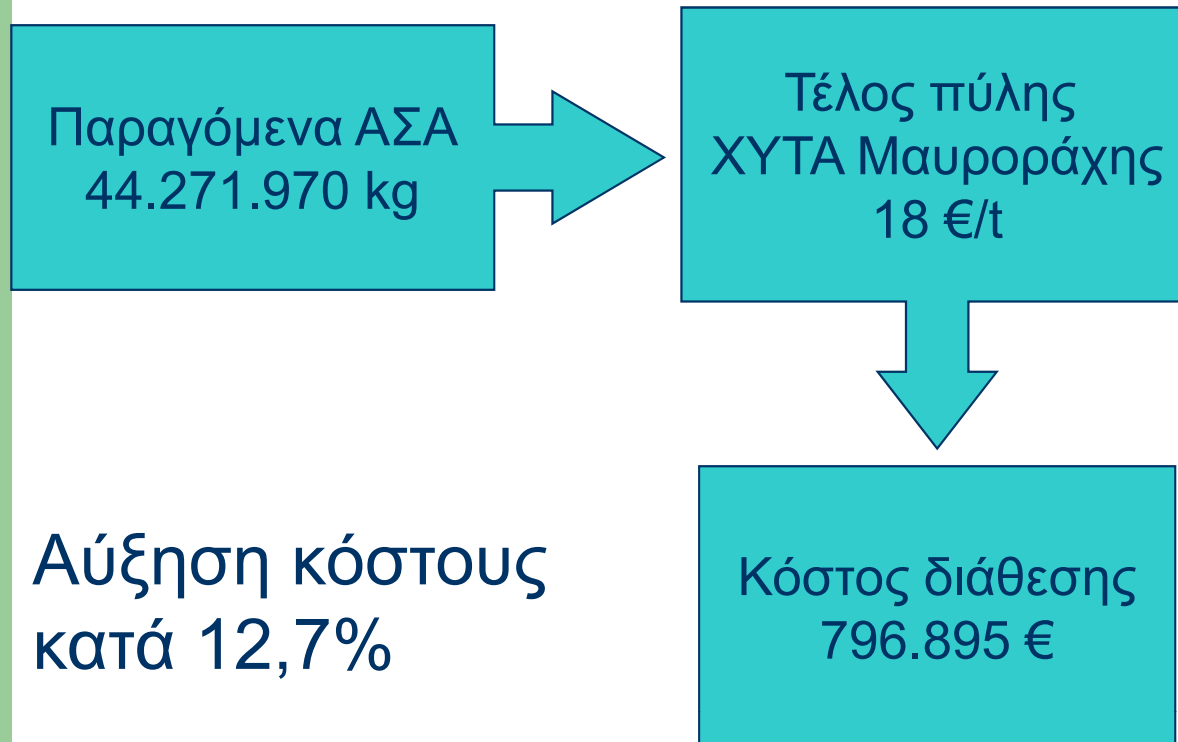 Παραγόμενα ΑΣΑ
44.271.970 kg
Τέλος πύλης
ΧΥΤΑ Μαυροράχης
18 €/t
Αύξηση κόστους
κατά 12,7%
Κόστος διάθεσης
796.895 €